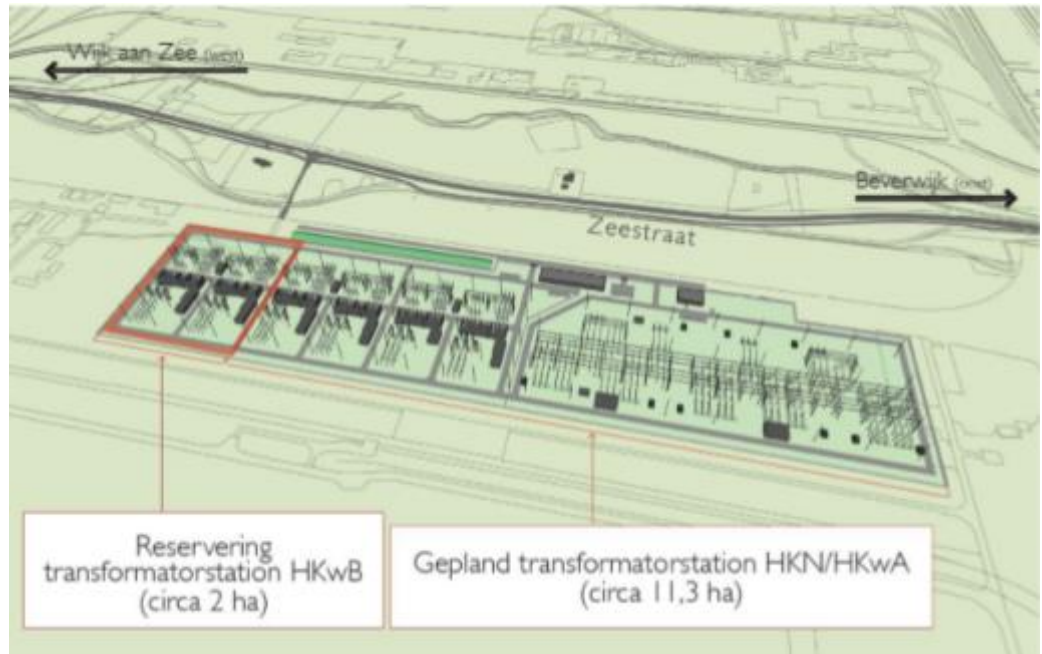 Wijk aan Zee (west)
Beverwijk (oost)
Zeestraat
Reservering
transformatorstation HKwB
(circa 2 ha)
Gepland transformatorstation HKN/HKwA
(circa 11,3 ha)